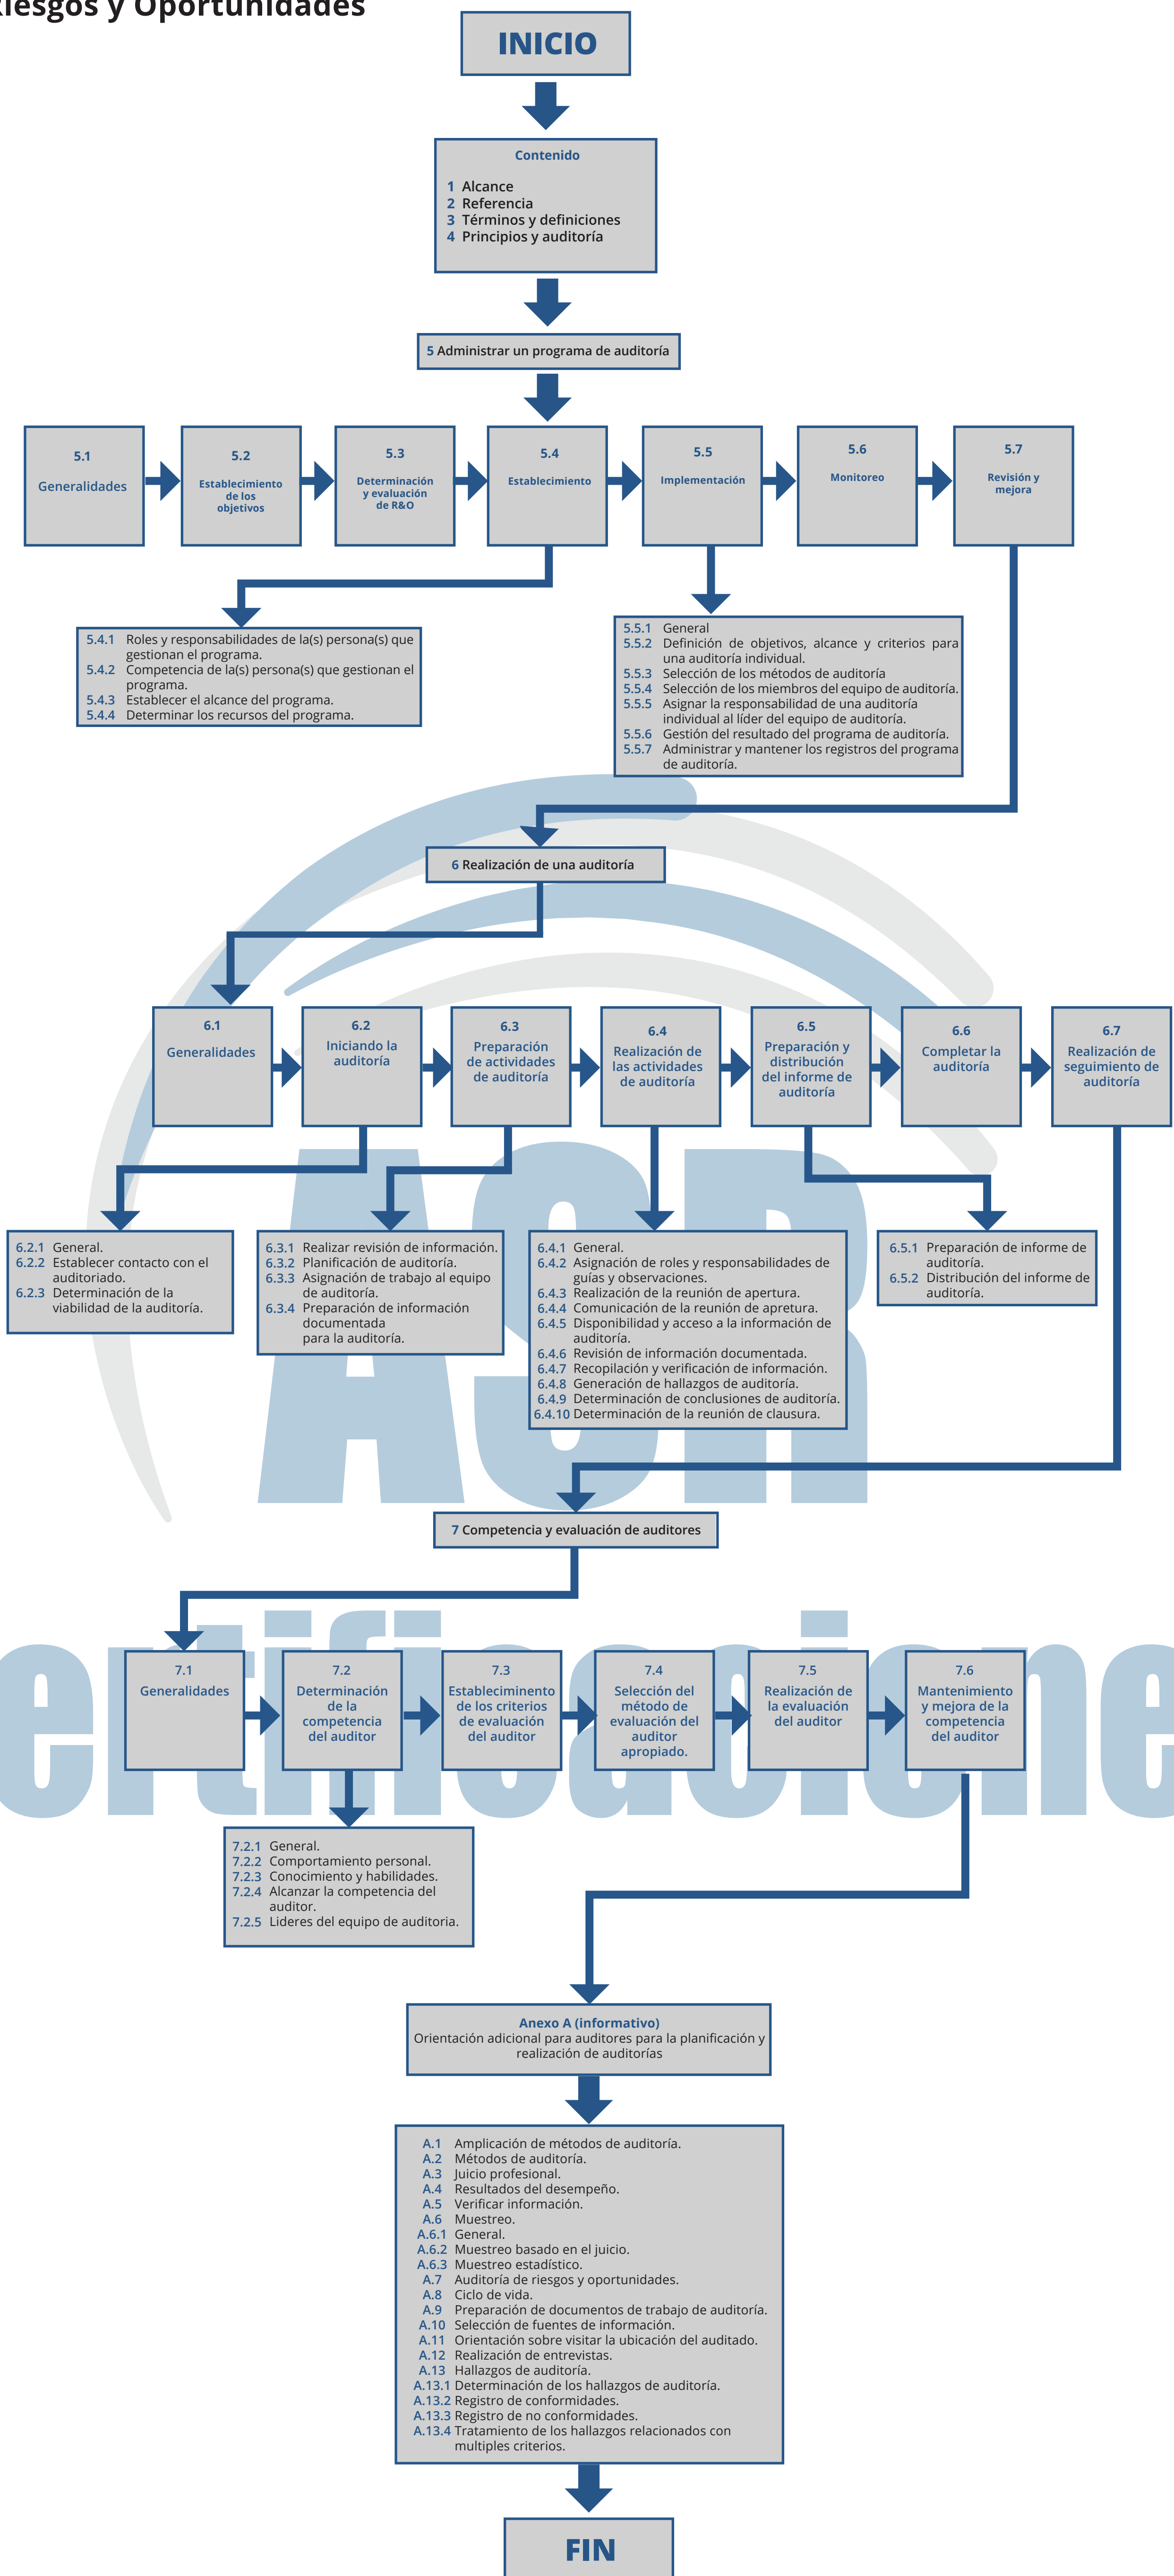 Riesgos y Oportunidades
INICIO
Contenido
1 Alcance
2 Referencia
3 Términos y definiciones
4 Principios y auditoría
5 Administrar un programa de auditoría
5.1
Generalidades
5.2
Establecimiento
de los
objetivos
5.3
Determinación
y evaluación
de R&O
5.4
Establecimiento
5.5
Implementación
5.6
Monitoreo
5.7
Revisión y
mejora
5.4.1 Roles y responsabilidades de la(s) persona(s) que
gestionan el programa.
5.4.2 Competencia de la(s) persona(s) que gestionan el
programa.
5.4.3 Establecer el alcance del programa.
5.4.4 Determinar los recursos del programa.
5.5.1 General
5.5.2 Definición de objetivos, alcance y criterios para
una auditoría individual.
5.5.3 Selección de los métodos de auditoría
5.5.4 Selección de los miembros del equipo de auditoría.
5.5.5 Asignar la responsabilidad de una auditoría
individual al líder del equipo de auditoría.
5.5.6 Gestión del resultado del programa de auditoría.
5.5.7 Administrar y mantener los registros del programa
de auditoría.
6 Realización de una auditoría
6.1
Generalidades
6.2
Iniciando la
auditoría
6.3
Preparación
de actividades
de auditoría
6.4
Realización de
las actividades
de auditoría
6.5
Preparación y
distribución
del informe de
auditoría
6.6
Completar la
auditoría
6.7
Realización de
seguimiento de
auditoría
6.2.1 General.
6.2.2 Establecer contacto con el
auditoriado.
6.2.3 Determinación de la
viabilidad de la auditoría.
6.3.1 Realizar revisión de información.
6.3.2 Planificación de auditoría.
6.3.3 Asignación de trabajo al equipo
de auditoría.
6.3.4 Preparación de información
documentada
para la auditoría.
6.4.1 General.
6.4.2 Asignación de roles y responsabilidades de
guías y observaciones.
6.4.3 Realización de la reunión de apertura.
6.4.4 Comunicación de la reunión de apretura.
6.4.5 Disponibilidad y acceso a la información de
auditoría.
6.4.6 Revisión de información documentada.
6.4.7 Recopilación y verificación de información.
6.4.8 Generación de hallazgos de auditoría.
6.4.9 Determinación de conclusiones de auditoría.
6.4.10 Determinación de la reunión de clausura.
6.5.1 Preparación de informe de
auditoría.
6.5.2 Distribución del informe de
auditoría.
ASR
7 Competencia y evaluación de auditores
ertificacione
7.1
Generalidades
7.2
Determinación
de la
competencia
del auditor
7.3
Estableciminento
de los criterios
de evaluación
del auditor
7.4
Selección del
método de
evaluación del
auditor
apropiado.
7.5
Realización de
la evaluación
del auditor
7.6
Mantenimiento
y mejora de la
competencia
del auditor
7.2.1 General.
7.2.2 Comportamiento personal.
7.2.3 Conocimiento y habilidades.
7.2.4 Alcanzar la competencia del
auditor.
7.2.5 Lideres del equipo de auditoria.
Anexo A (informativo)
Orientación adicional para auditores para la planificación y
realización de auditorías
A.1 Amplicación de métodos de auditoría.
A.2 Métodos de auditoría.
A.3 Juicio profesional.
A.4 Resultados del desempeño.
A.5 Verificar información.
A.6 Muestreo.
A.6.1 General.
A.6.2 Muestreo basado en el juicio.
A.6.3 Muestreo estadístico.
A.7 Auditoría de riesgos y oportunidades.
A.8 Ciclo de vida.
A.9 Preparación de documentos de trabajo de auditoría.
A.10 Selección de fuentes de información.
A.11 Orientación sobre visitar la ubicación del auditado.
A.12 Realización de entrevistas.
A.13 Hallazgos de auditoría.
A.13.1 Determinación de los hallazgos de auditoría.
A.13.2 Registro de conformidades.
A.13.3 Registro de no conformidades.
A.13.4 Tratamiento de los hallazgos relacionados con
multiples criterios.
FIN